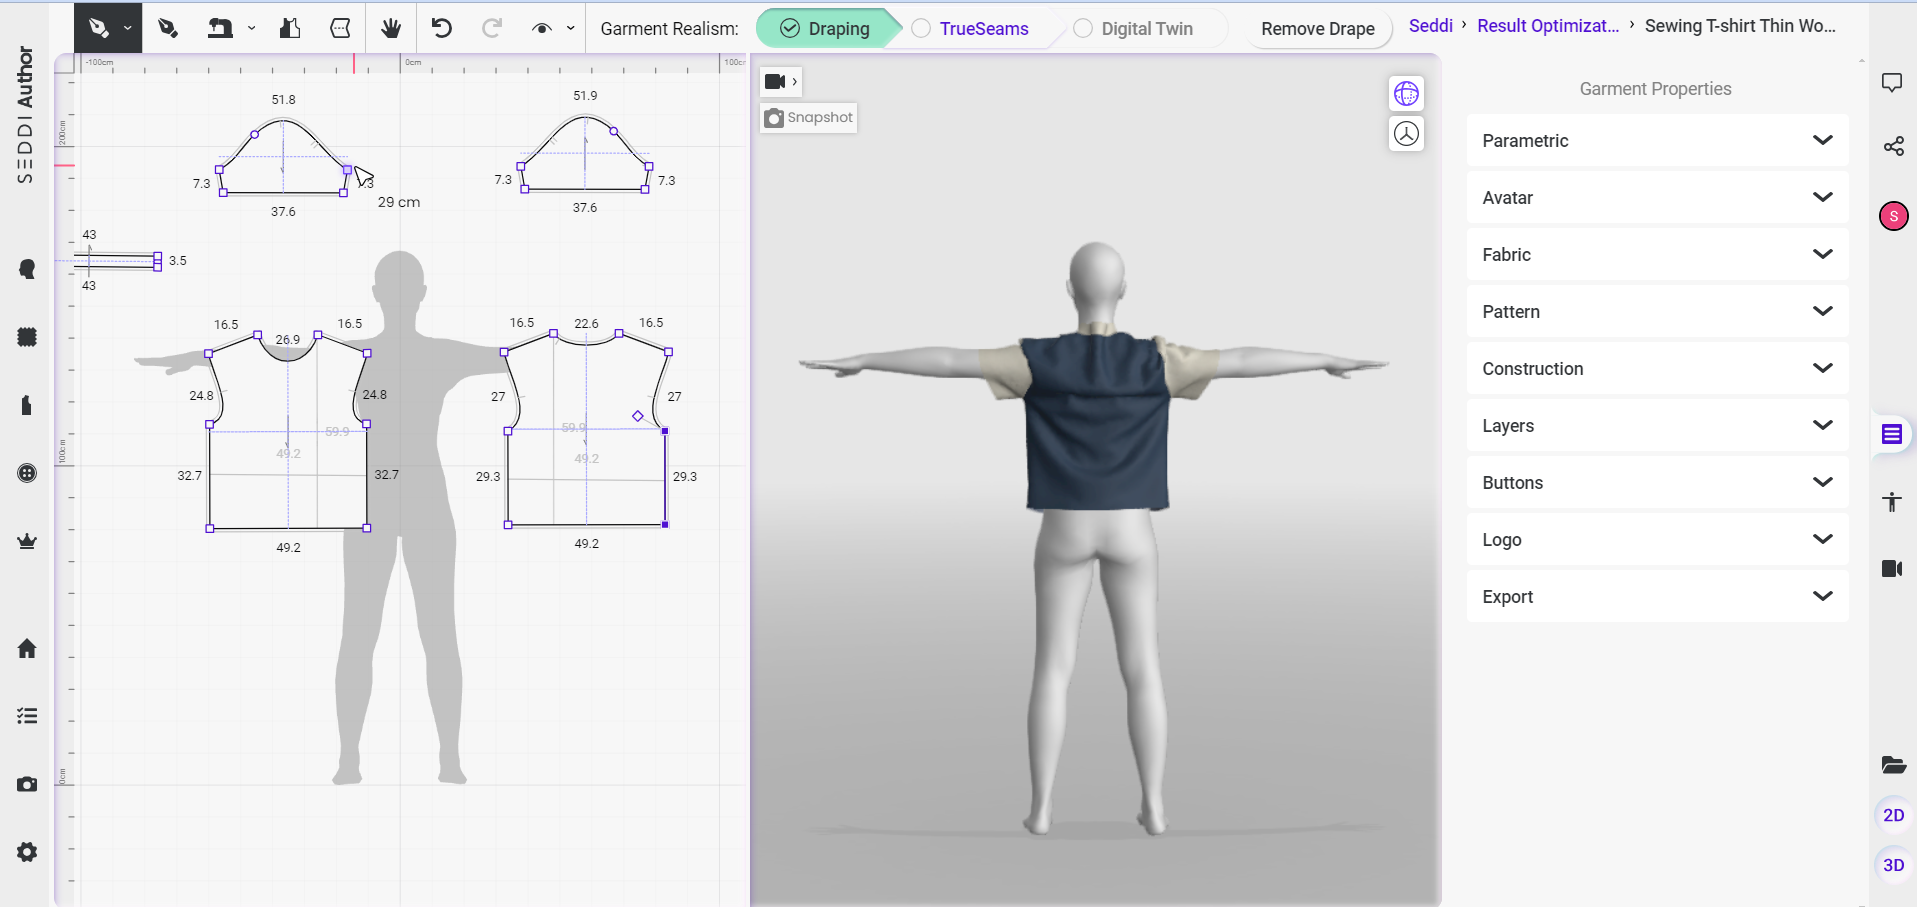 SEDDI Author
Garment Realism:
Draping
TrueSeams
Digital Twin
Remove Drape
Seddi › Result Optimizat... › Sewing T-shirt Thin Wo...
-100cm
0cm
100c
200cm
100cm
0cm
51.8
7.3
7.3
37.6
29 cm
51.9
7.3
7.3
37.6
43
3.5
43
16.5
26.9
16.5
24.8
24.8
59.9
49.2
32.7
32.7
49.2
16.5
22.6
16.5
27
27
59.9
49.2
29.3
29.3
49.2
Snapshot
Garment Properties
Parametric
Avatar
Fabric
Pattern
Construction
Layers
Buttons
Logo
Export
S
2D
3D